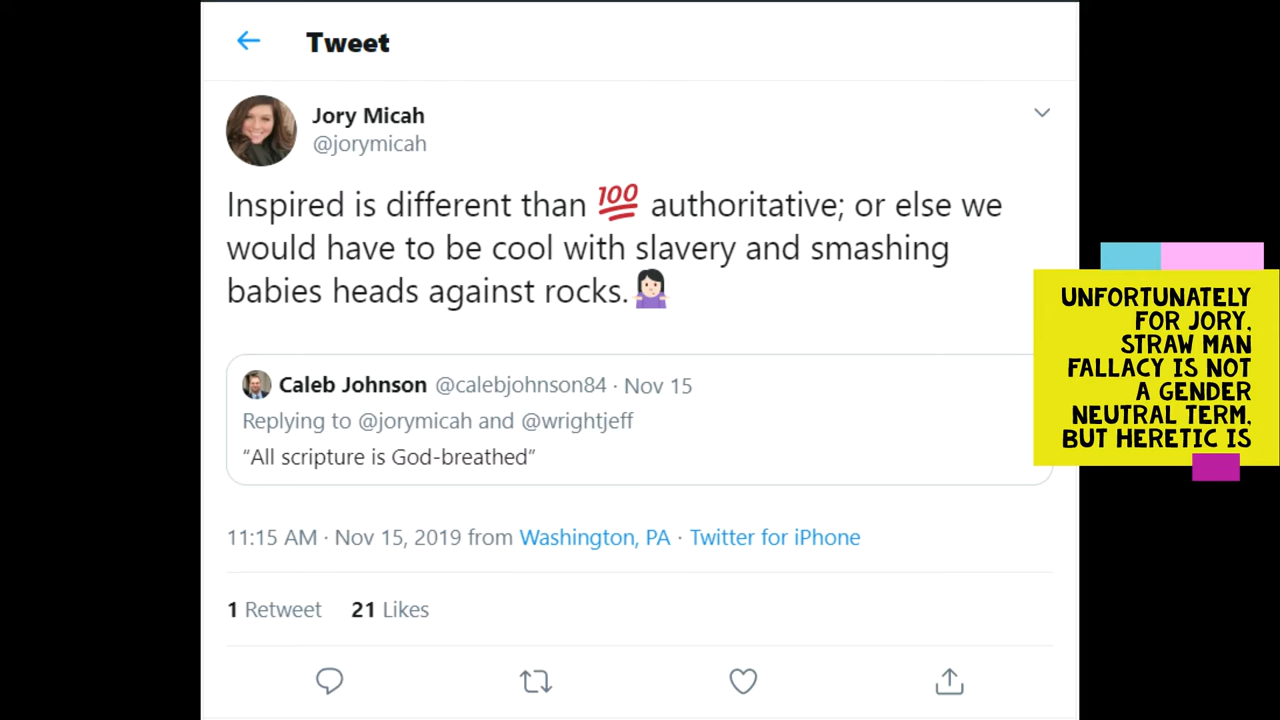 Tweet
Jory Micah
@jorymicah
Inspired is different than 💯 authoritative; or else we
would have to be cool with slavery and smashing
babies heads against rocks.🤷🏻‍♀️
Caleb Johnson @calebjohnson84 · Nov 15
Replying to @jorymicah and @wrightjeff
“All scripture is God-breathed”
11:15 AM · Nov 15, 2019 from Washington, PA · Twitter for iPhone
1 Retweet 21 Likes
UNFORTUNATELY
FOR JORY,
STRAW MAN
FALLACY IS NOT
A GENDER
NEUTRAL TERM,
BUT HERETIC IS